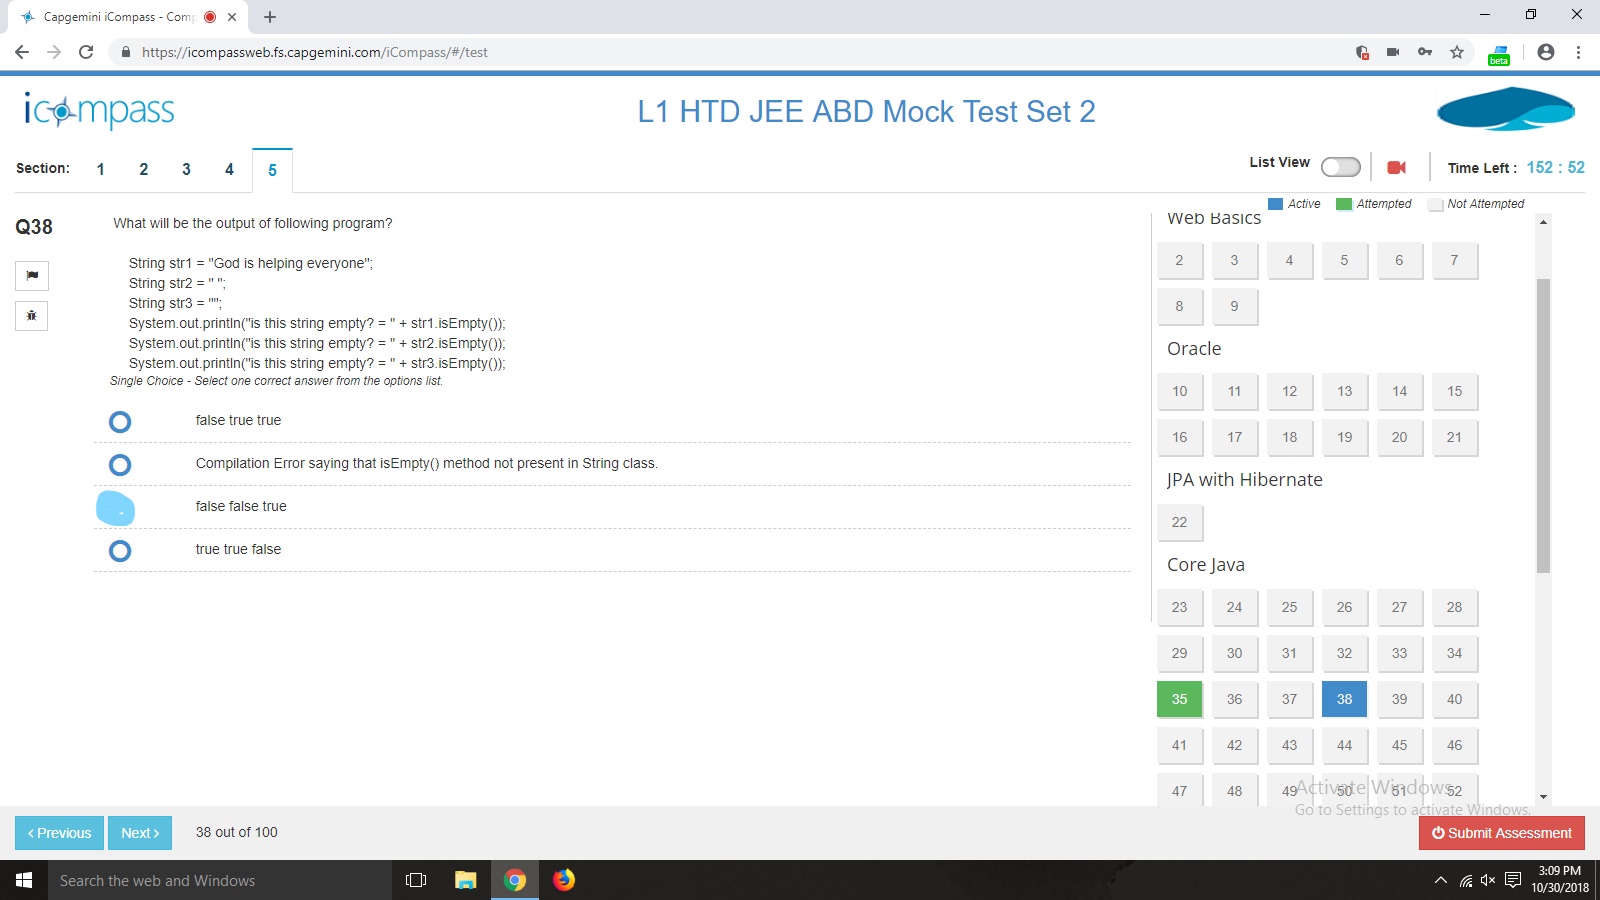 Capgemini iCompass - Comp
https://icompassweb.fs.capgemini.com/iCompass/#/test
beta
icompass
L1 HTD JEE ABD Mock Test Set 2
Section: 1 2 3 4 5
List View
Time Left : 152 : 52
Active Attempted Not Attempted
Q38
What will be the output of following program?
String str1 = "God is helping everyone";
String str2 = " ";
String str3 = "";
System.out.println("is this string empty? = " + str1.isEmpty());
System.out.println("is this string empty? = " + str2.isEmpty());
System.out.println("is this string empty? = " + str3.isEmpty());
Single Choice - Select one correct answer from the options list.
false true true
Compilation Error saying that isEmpty() method not present in String class.
false false true
true true false
Web Basics
2 3 4 5 6 7
8 9
Oracle
10 11 12 13 14 15
16 17 18 19 20 21
JPA with Hibernate
22
Core Java
23 24 25 26 27 28
29 30 31 32 33 34
35 36 37 38 39 40
41 42 43 44 45 46
47 48 49 50 51 52
Activate Windows
Go to Settings to activate Windows.
Previous Next
38 out of 100
Submit Assessment
Search the web and Windows
3:09 PM
10/30/2018